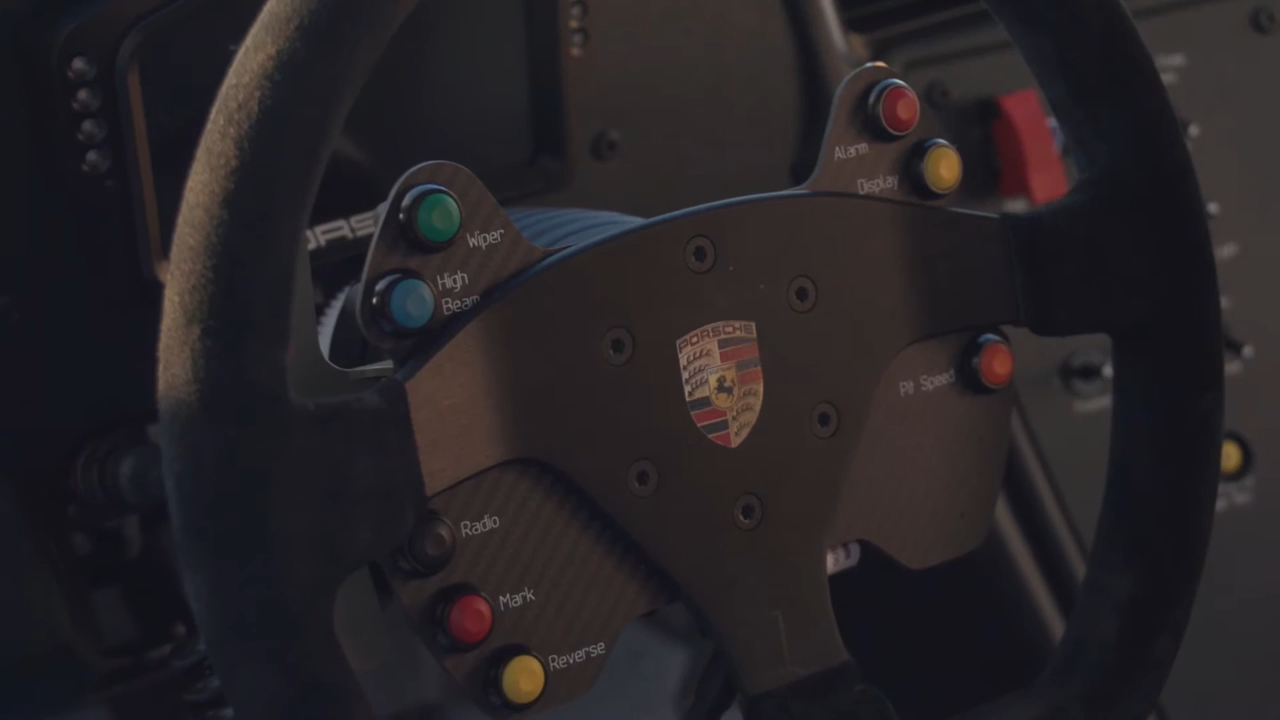 Alarm
Display
Wiper
High
Beam
PORSCHE
Pit Speed
Radio
Mark
Reverse